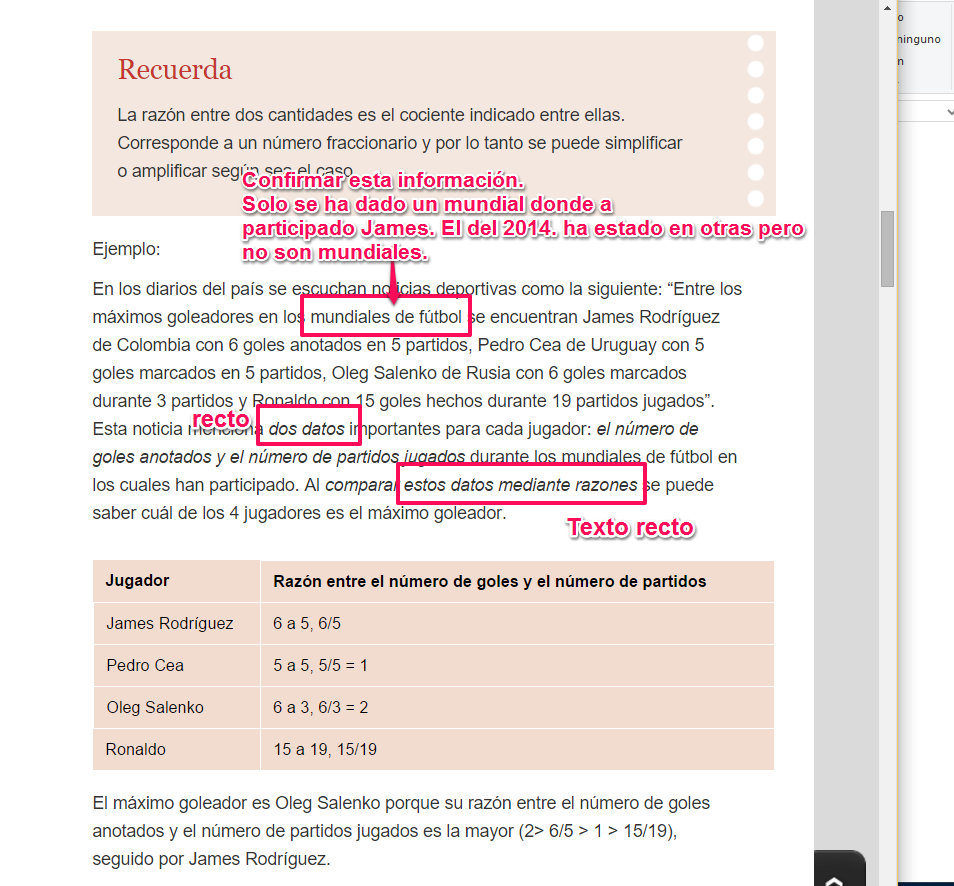 Recuerda
La razón entre dos cantidades es el cociente indicado entre ellas.
Corresponde a un número fraccionario y por lo tanto se puede simplificar
o amplificar según sea el caso
Confirmar esta información.
Solo se ha dado un mundial donde a
participado James. El del 2014. ha estado en otras pero
no son mundiales.
Ejemplo:
En los diarios del país se escuchan noticias deportivas como la siguiente: “Entre los
máximos goleadores en los mundiales de fútbol se encuentran James Rodríguez
de Colombia con 6 goles anotados en 5 partidos, Pedro Cea de Uruguay con 5
goles marcados en 5 partidos, Oleg Salenko de Rusia con 6 goles marcados
durante 3 partidos y Ronaldo con 15 goles hechos durante 19 partidos jugados”.
recto
Esta noticia menciona dos datos importantes para cada jugador: el número de
goles anotados y el número de partidos jugados durante los mundiales de fútbol en
los cuales han participado. Al comparar estos datos mediante razones se puede
saber cuál de los 4 jugadores es el máximo goleador.
Texto recto
Jugador Razón entre el número de goles y el número de partidos
James Rodríguez 6 a 5, 6/5
Pedro Cea 5 a 5, 5/5 = 1
Oleg Salenko 6 a 3, 6/3 = 2
Ronaldo 15 a 19, 15/19
El máximo goleador es Oleg Salenko porque su razón entre el número de goles
anotados y el número de partidos jugados es la mayor (2> 6/5 > 1 > 15/19),
seguido por James Rodríguez.
o
ninguno
n